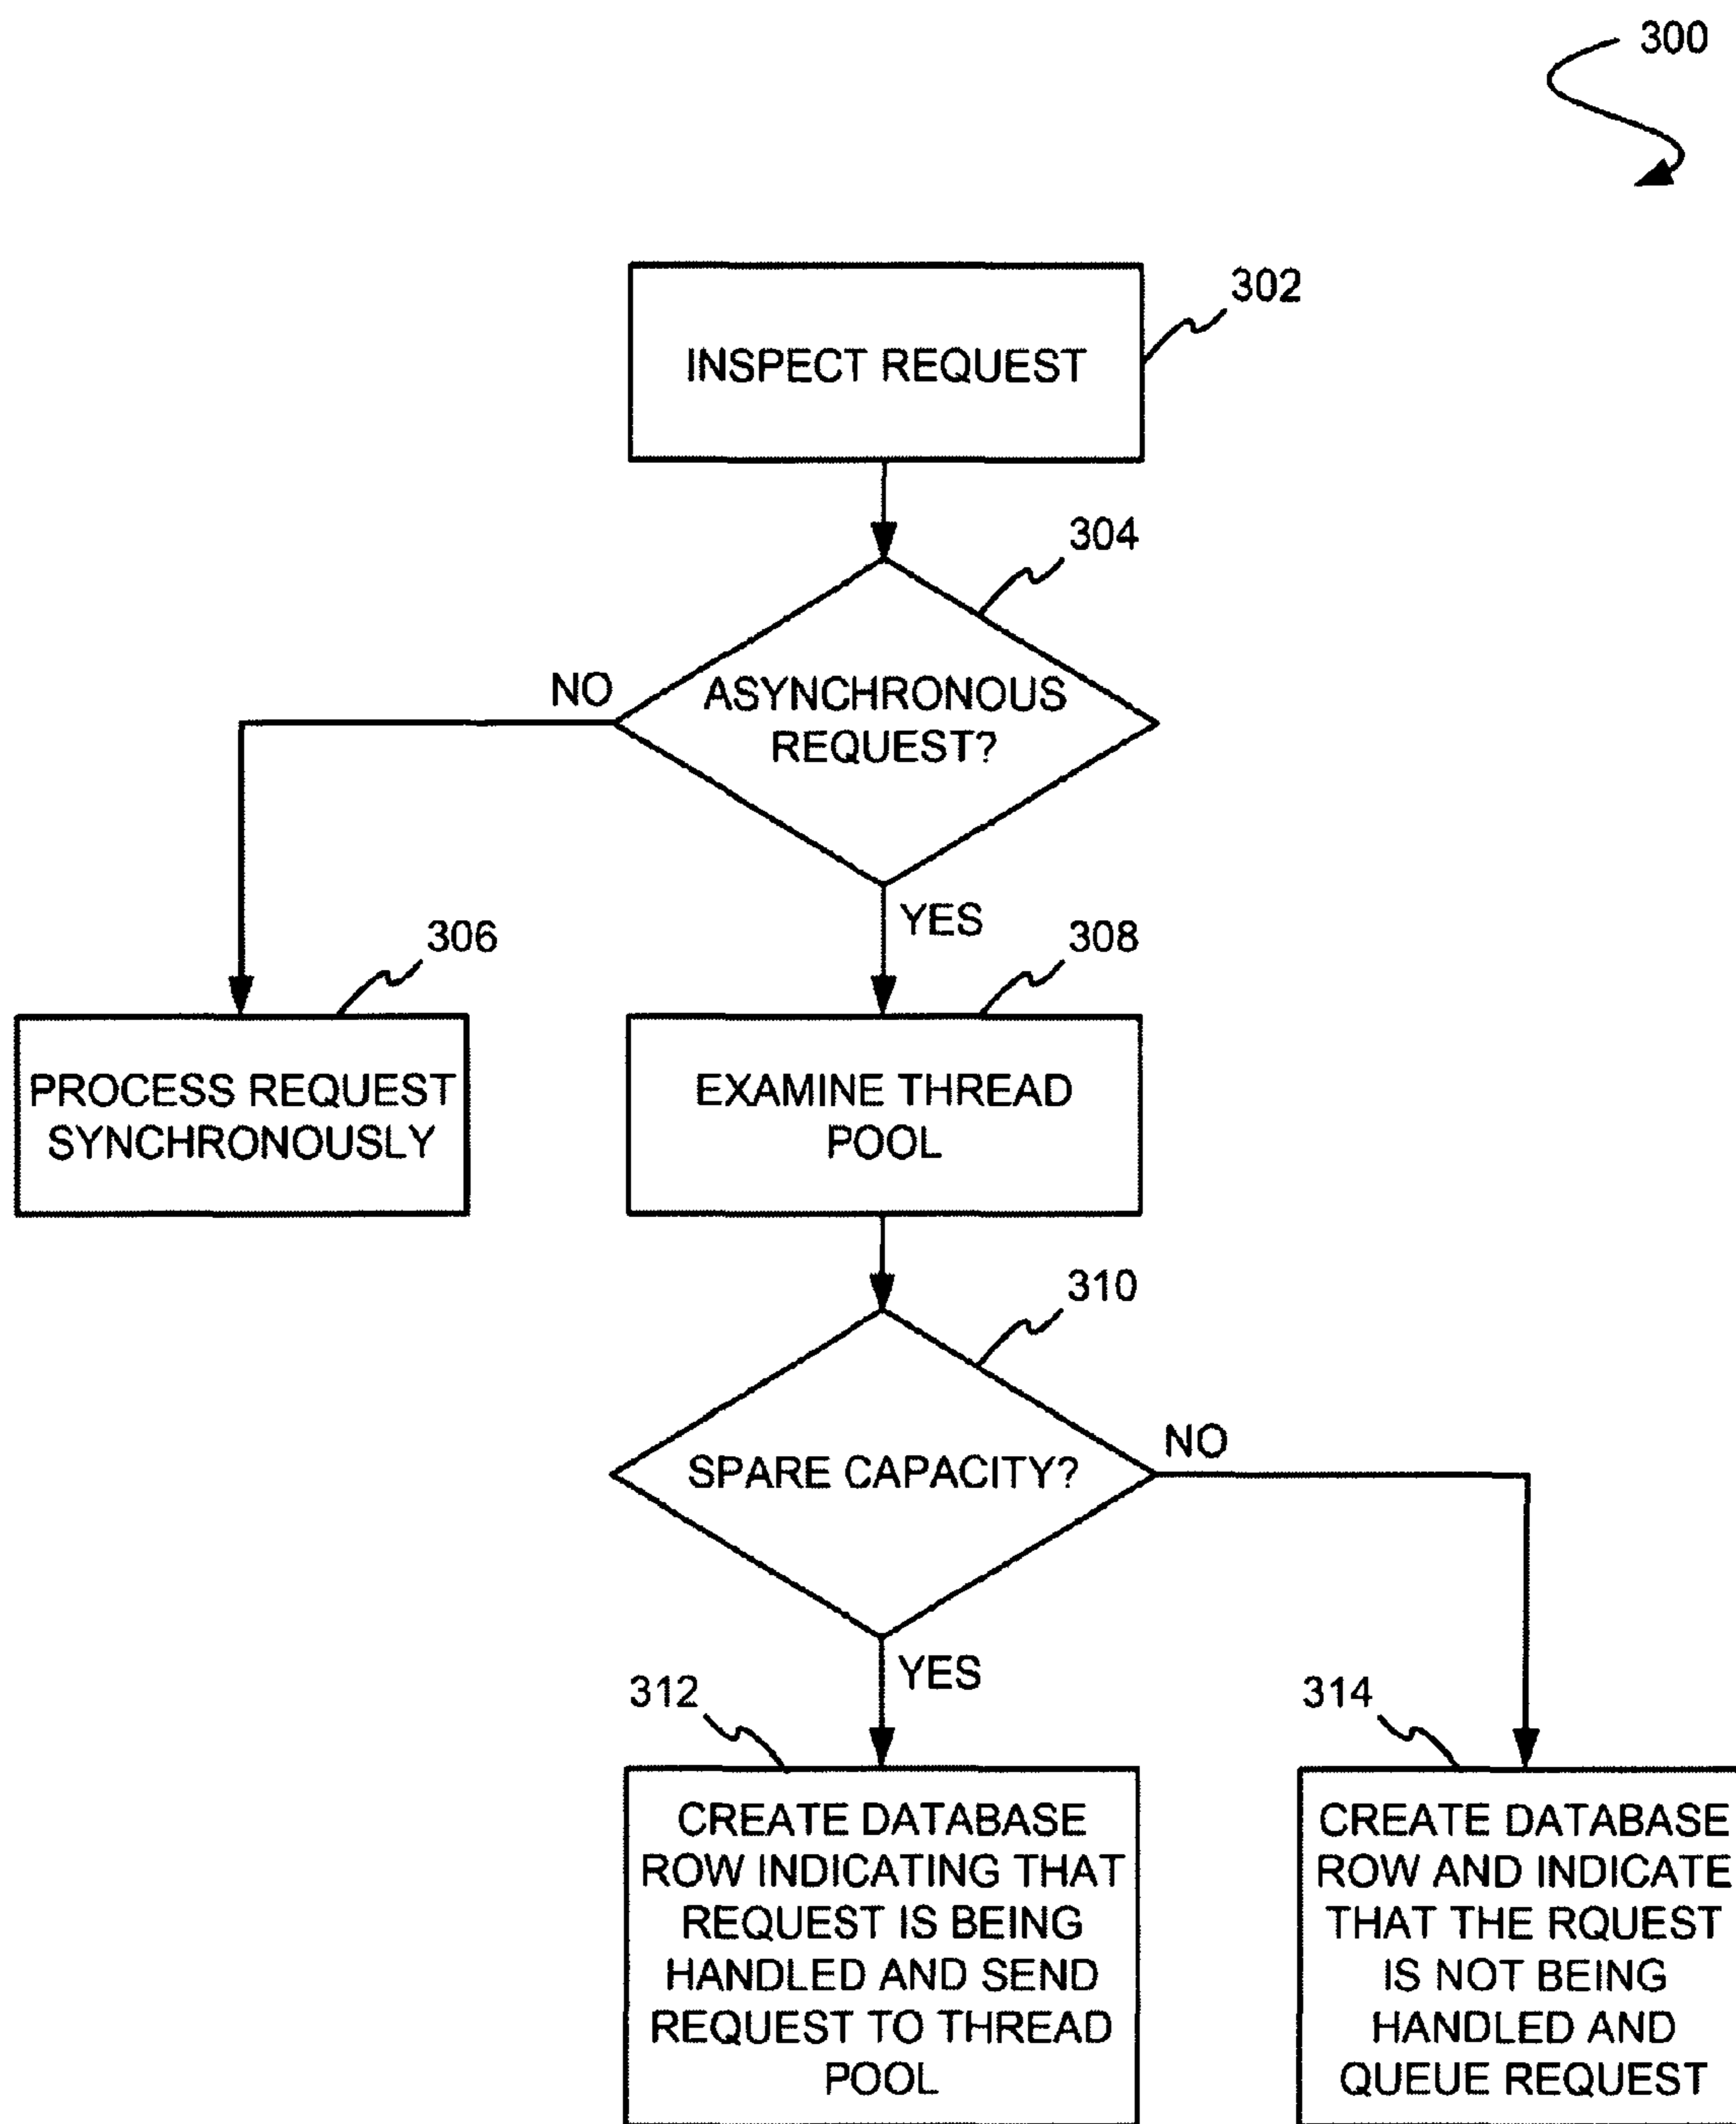 300
302
INSPECT REQUEST
304
NO
ASYNCHRONOUS
REQUEST?
YES
306
308
PROCESS REQUEST
SYNCHRONOUSLY
EXAMINE THREAD
POOL
310
NO
SPARE CAPACITY?
YES
312
314
CREATE DATABASE
ROW INDICATING THAT
REQUEST IS BEING
HANDLED AND SEND
REQUEST TO THREAD
POOL
CREATE DATABASE
ROW AND INDICATE
THAT THE RQUEST
IS NOT BEING
HANDLED AND
QUEUE REQUEST